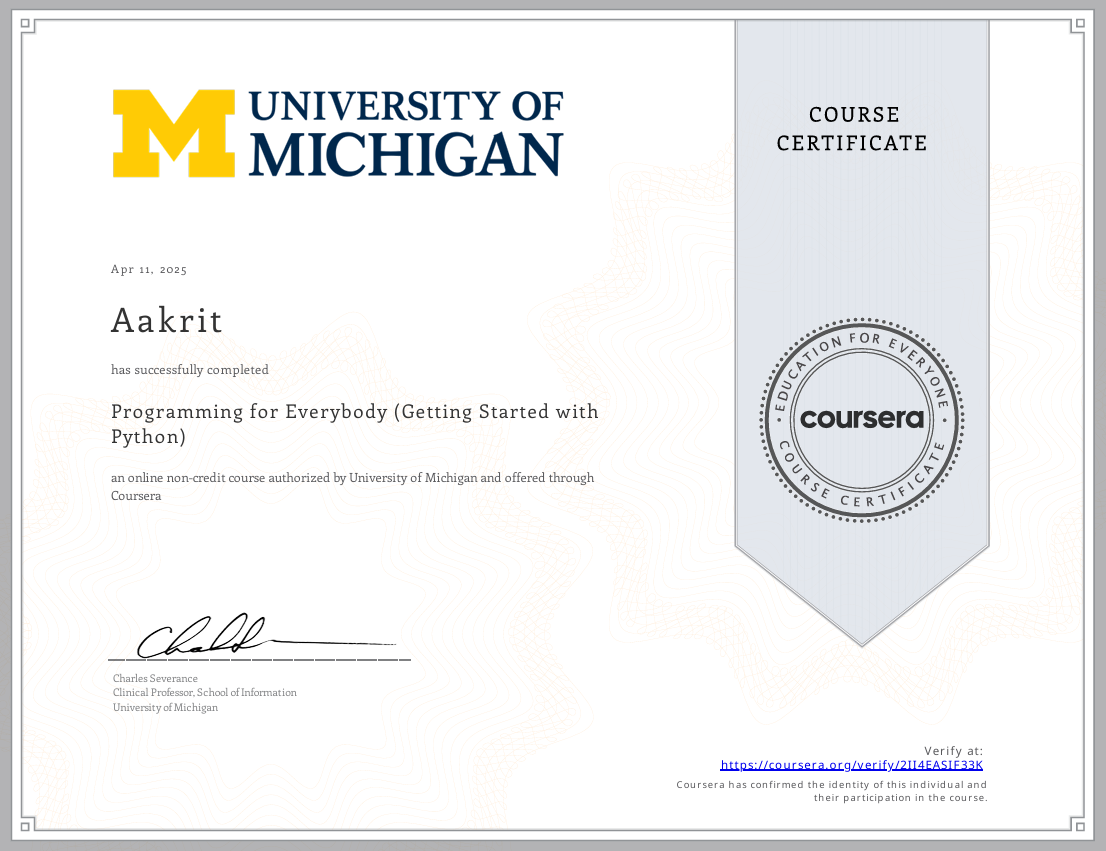 UNIVERSITY OF
MICHIGAN
COURSE
CERTIFICATE
Apr 11, 2025
Aakrit
has successfully completed
Programming for Everybody (Getting Started with
Python)
an online non-credit course authorized by University of Michigan and offered through
Coursera
EDUCATION FOR EVERYONE
coursera
COURSE CERTIFICATE
Charles Severance
Clinical Professor, School of Information
University of Michigan
Verify at:
https://coursera.org/verify/2II4EASIF33K
Coursera has confirmed the identity of this individual and
their participation in the course.